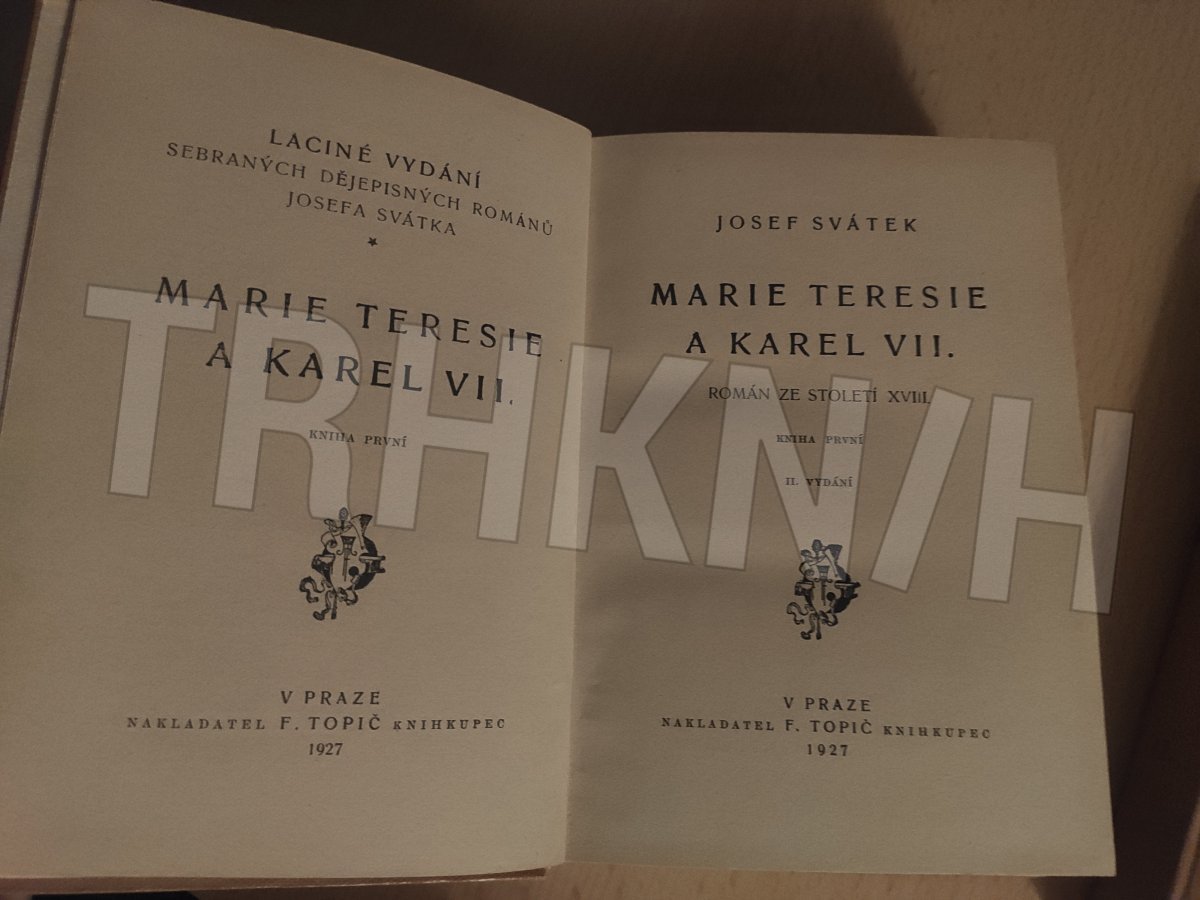 LACINÉ VYDÁNÍ
SEBRANÝCH DĚJEPISNÝCH ROMÁNŮ
JOSEFA SVÁTKA
MARIE TERESIE
A KAREL VII.
KNIHA PRVNÍ
V PRAZE
NAKLADATEL F. TOPIČ KNIHKUPEC
1927
JOSEF SVÁTEK
MARIE TERESIE
A KAREL VII.
ROMÁN ZE STOLETÍ XVIII.
KNIHA PRVNÍ
II. VYDÁNÍ
V PRAZE
NAKLADATEL F. TOPIČ KNIHKUPEC
1927
TRHKNIH